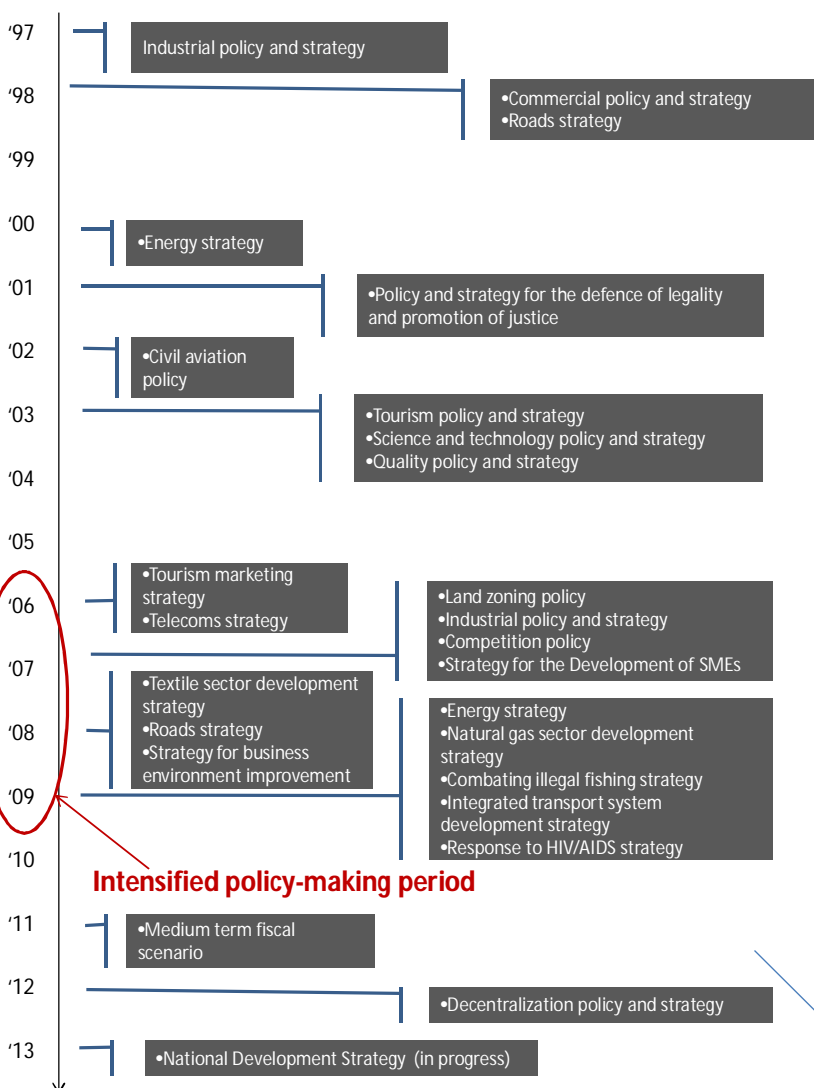 ‘97
Industrial policy and strategy
‘98
•Commercial policy and strategy
•Roads strategy
‘99
‘00
•Energy strategy
‘01
•Policy and strategy for the defence of legality
and promotion of justice
‘02
•Civil aviation
policy
‘03
•Tourism policy and strategy
•Science and technology policy and strategy
•Quality policy and strategy
‘04
‘05
‘06
•Tourism marketing
strategy
•Telecoms strategy
•Land zoning policy
•Industrial policy and strategy
•Competition policy
•Strategy for the Development of SMEs
‘07
•Textile sector development
strategy
•Roads strategy
•Strategy for business
environment improvement
‘08
•Energy strategy
•Natural gas sector development
strategy
•Combating illegal fishing strategy
•Integrated transport system
development strategy
•Response to HIV/AIDS strategy
‘09
‘10
Intensified policy-making period
‘11
•Medium term fiscal
scenario
‘12
•Decentralization policy and strategy
‘13
•National Development Strategy (in progress)